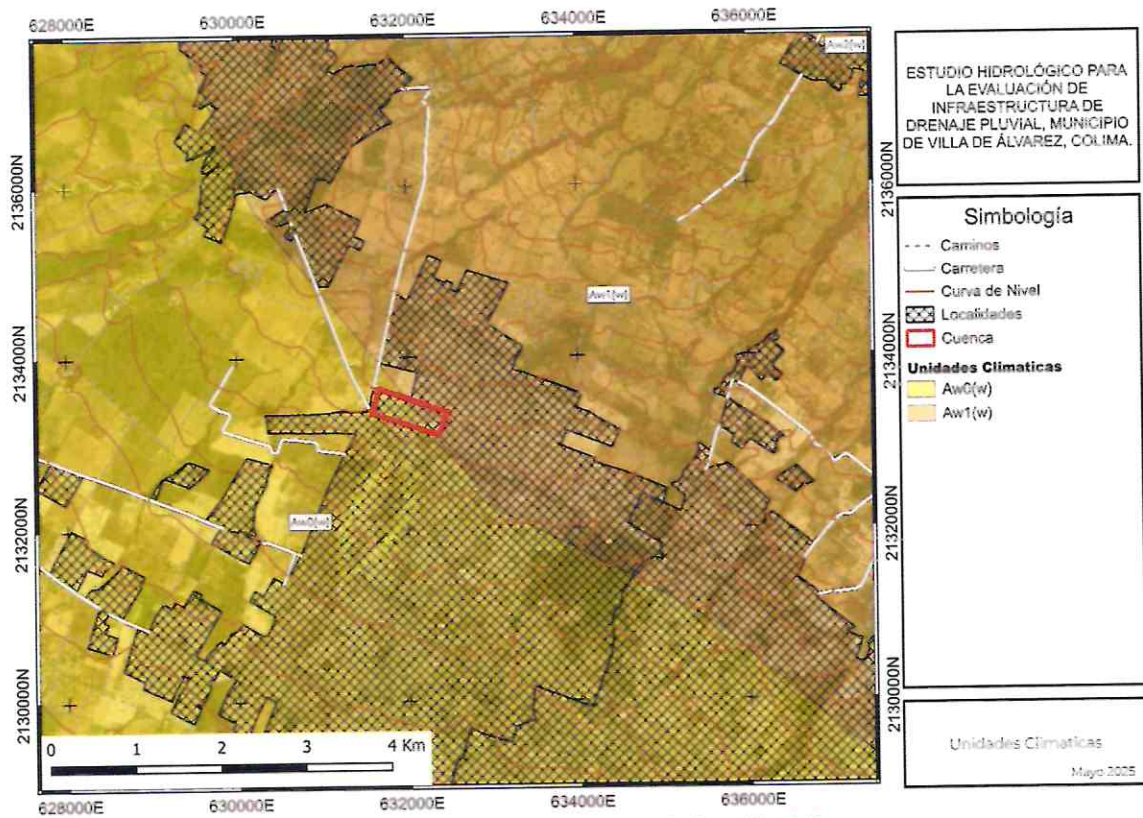 628000E 630000E 632000E 634000E 636000E
2136000N
2134000N
2132000N
2130000N
Aw2(w)
Aw1(w)
Aw0(w)
0 1 2 3 4 Km
2136000N
2134000N
2132000N
2130000N
628000E 630000E 632000E 634000E 636000E
ESTUDIO HIDROLÓGICO PARA
LA EVALUACIÓN DE
INFRAESTRUCTURA DE
DRENAJE PLUVIAL, MUNICIPIO
DE VILLA DE ÁLVAREZ, COLIMA.
Simbología
Caminos
Carretera
Curva de Nivel
Localidades
Cuenca
Unidades Climaticas
Aw0(w)
Aw1(w)
Unidades Climaticas
Mayo 2025